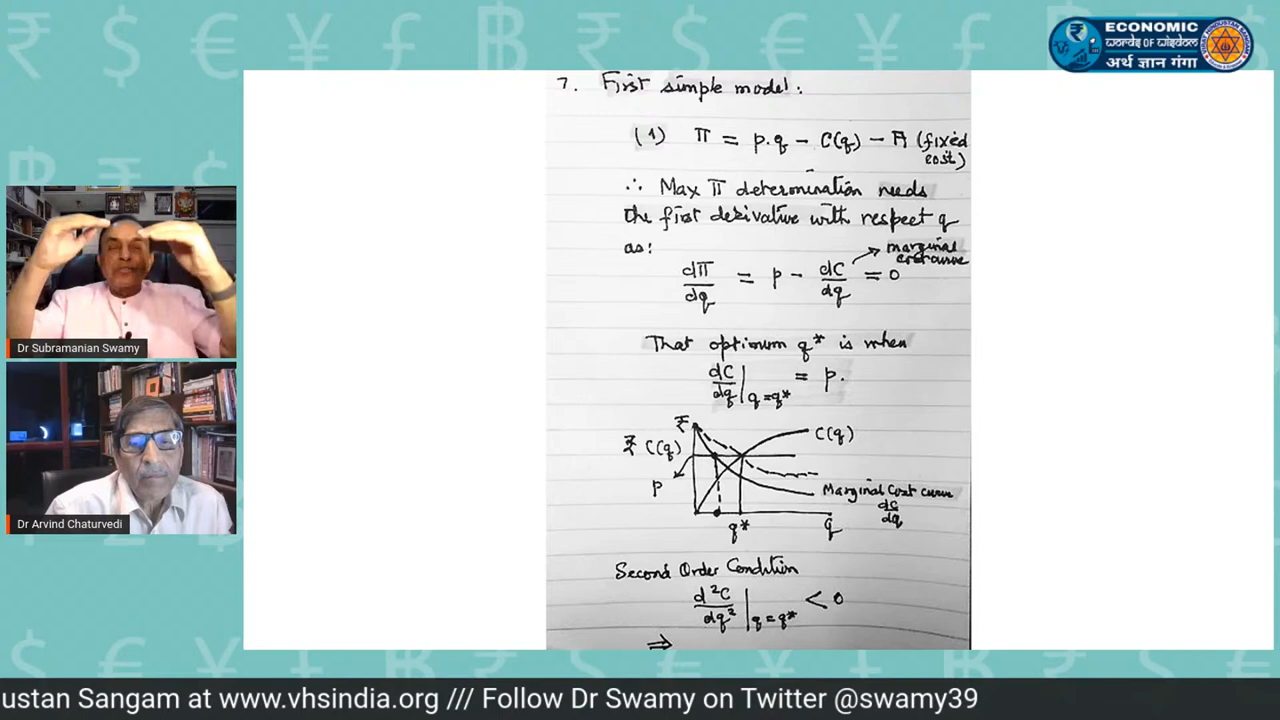 ECONOMIC
WORDS OF WISDOM
अर्थ ज्ञान गंगा
7. First simple model:
(1) π = p.q – C(q) – A (fixed
cost)
∴ Max π determination needs
the first derivative with respect q
as:
marginal
cost curve
dπ/dq = p – dC/dq = 0
That optimum q* is when
dC/dq | q=q* = p.
₹
₹ C(q)
C(q)
p
Marginal Cost curve
dc/dq
q*
q
Second Order Condition
d²C/dq² | q=q* < 0
⇒
Dr Subramanian Swamy
Dr Arvind Chaturvedi
ustan Sangam at www.vhsindia.org /// Follow Dr Swamy on Twitter @swamy39